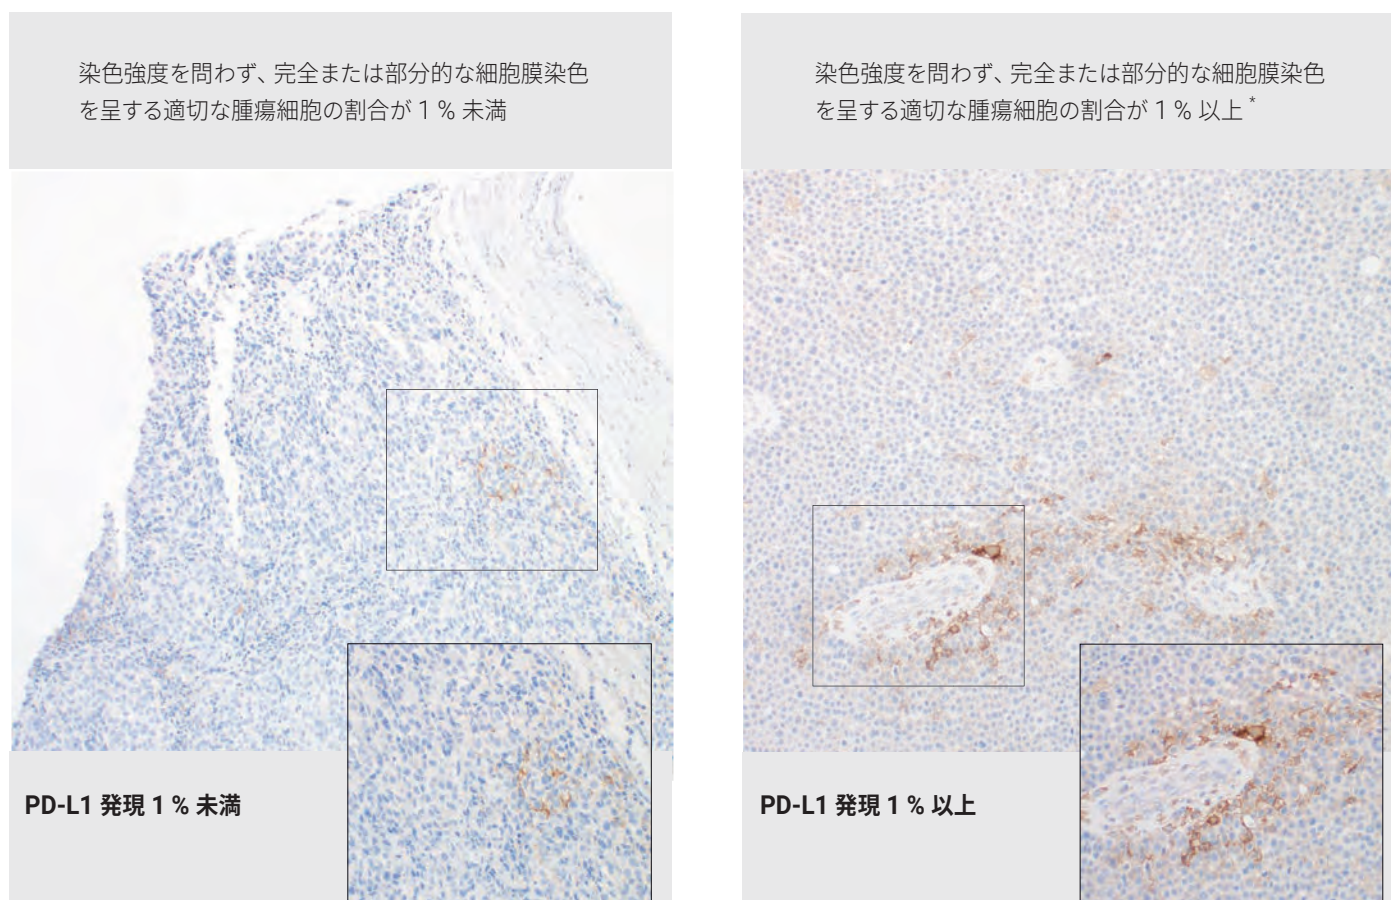 染色強度を問わず、完全または部分的な細胞膜染色
を呈する適切な腫瘍細胞の割合が 1 % 未満
PD-L1 発現 1 % 未満
染色強度を問わず、完全または部分的な細胞膜染色
を呈する適切な腫瘍細胞の割合が 1 % 以上 *
PD-L1 発現 1 % 以上